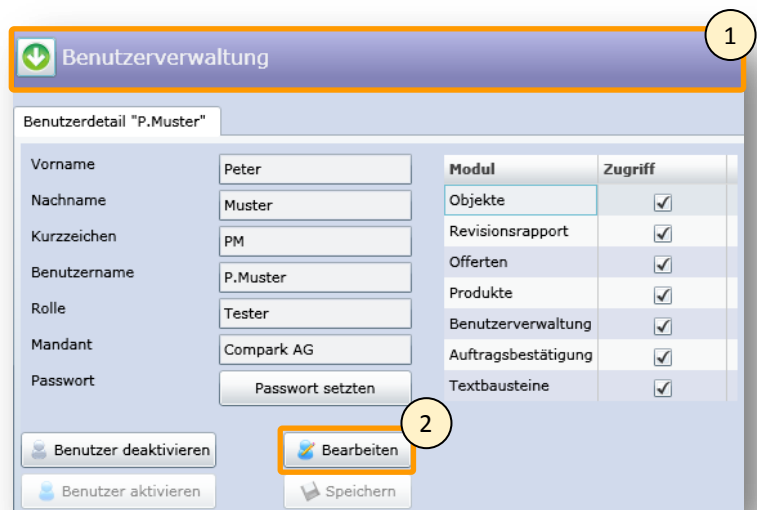 1
Benutzerverwaltung
Benutzerdetail "P.Muster"
Vorname Peter
Nachname Muster
Kurzzeichen PM
Benutzername P.Muster
Rolle Tester
Mandant Compark AG
Passwort Passwort setzten
Modul Zugriff
Objekte
Revisionsrapport
Offerten
Produkte
Benutzerverwaltung
Auftragsbestätigung
Textbausteine
2
Benutzer deaktivieren Bearbeiten
Benutzer aktivieren Speichern